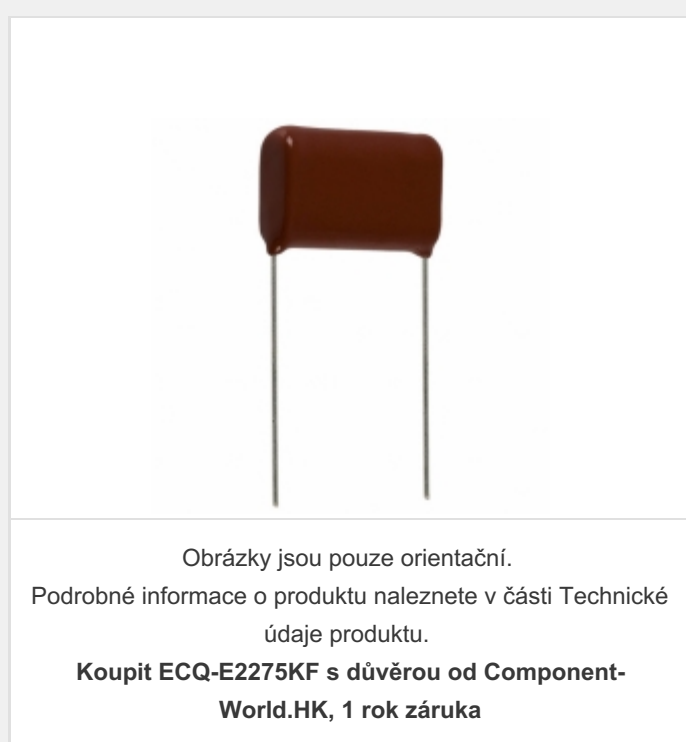 Obrázky jsou pouze orientační.
Podrobné informace o produktu naleznete v části Technické
údaje produktu.
Koupit ECQ-E2275KF s důvěrou od Component-
World.HK, 1 rok záruka